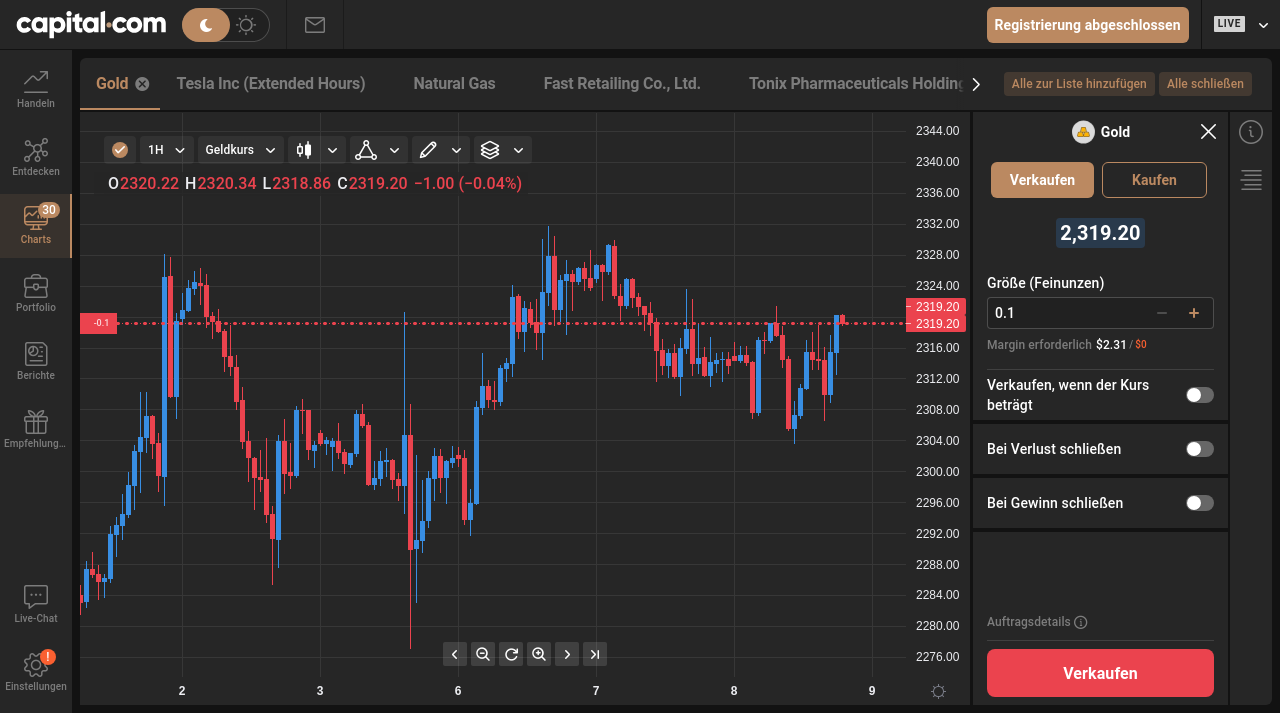 capital.com
Registrierung abgeschlossen
LIVE
Handeln
Entdecken
30
Charts
Portfolio
Berichte
Empfehlung...
Live-Chat
!
Einstellungen
Gold
Tesla Inc (Extended Hours)
Natural Gas
Fast Retailing Co., Ltd.
Tonix Pharmaceuticals Holding
Alle zur Liste hinzufügen
Alle schließen
1H
Geldkurs
O2320.22 H2320.34 L2318.86 C2319.20 −1.00 (−0.04%)
-0.1
2344.00
2340.00
2336.00
2332.00
2328.00
2324.00
2319.20
2319.20
2316.00
2312.00
2308.00
2304.00
2300.00
2296.00
2292.00
2288.00
2284.00
2280.00
2276.00
2
3
6
7
8
9
Gold
Verkaufen
Kaufen
2,319.20
Größe (Feinunzen)
0.1
Margin erforderlich $2.31 / $0
Verkaufen, wenn der Kurs
beträgt
Bei Verlust schließen
Bei Gewinn schließen
Auftragsdetails
Verkaufen